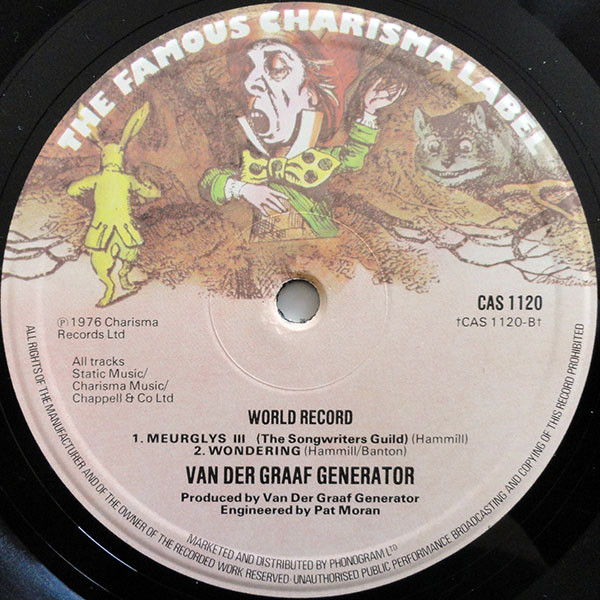 THE FAMOUS CHARISMA LABEL
CAS 1120
†CAS 1120-B†
℗ 1976 Charisma
Records Ltd
All tracks
Static Music/
Charisma Music/
Chappell & Co Ltd
WORLD RECORD
1. MEURGLYS III (The Songwriters Guild) (Hammill)
2. WONDERING (Hammill/Banton)
VAN DER GRAAF GENERATOR
Produced by Van Der Graaf Generator
Engineered by Pat Moran
MARKETED AND DISTRIBUTED BY PHONOGRAM LTD
ALL RIGHTS OF THE MANUFACTURER AND OF THE OWNER OF THE RECORDED WORK RESERVED·UNAUTHORISED PUBLIC PERFORMANCE BROADCASTING AND COPYING OF THIS RECORD PROHIBITED